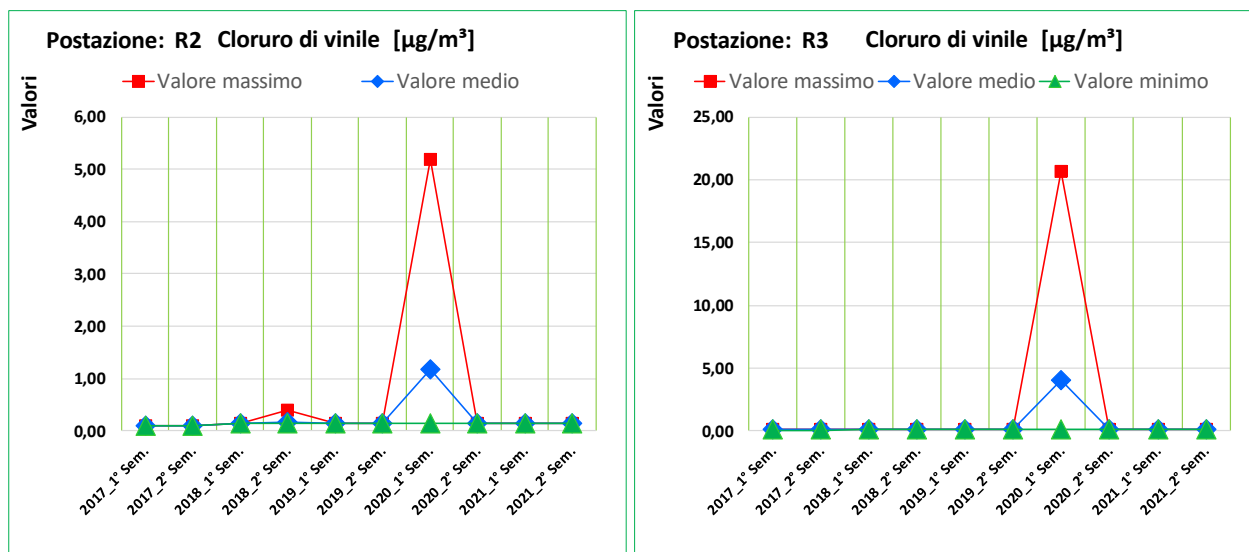 Postazione: R2 Cloruro di vinile [µg/m³]
Valori
Valore massimo Valore medio
6,00
5,00
4,00
3,00
2,00
1,00
0,00
2017_1° Sem.
2017_2° Sem.
2018_1° Sem.
2018_2° Sem.
2019_1° Sem.
2019_2° Sem.
2020_1° Sem.
2020_2° Sem.
2021_1° Sem.
2021_2° Sem.
Postazione: R3 Cloruro di vinile [µg/m³]
Valori
Valore massimo Valore medio Valore minimo
25,00
20,00
15,00
10,00
5,00
0,00
2017_1° Sem.
2017_2° Sem.
2018_1° Sem.
2018_2° Sem.
2019_1° Sem.
2019_2° Sem.
2020_1° Sem.
2020_2° Sem.
2021_1° Sem.
2021_2° Sem.